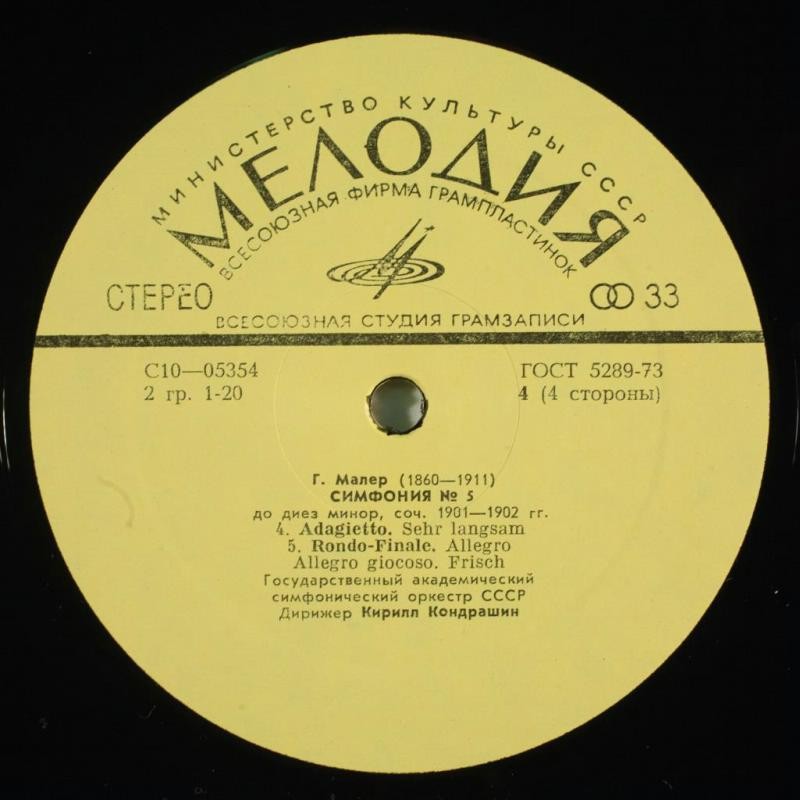 МИНИСТЕРСТВО КУЛЬТУРЫ СССР
МЕЛОДИЯ
ВСЕСОЮЗНАЯ ФИРМА ГРАМПЛАСТИНОК
СТЕРЕО
33
ВСЕСОЮЗНАЯ СТУДИЯ ГРАМЗАПИСИ
С10—05354
ГОСТ 5289-73
2 гр. 1-20
4 (4 стороны)
Г. Малер (1860—1911)
СИМФОНИЯ № 5
до диез минор, соч. 1901—1902 гг.
4. Adagietto. Sehr langsam
5. Rondo-Finale. Allegro
Allegro giocoso. Frisch
Государственный академический
симфонический оркестр СССР
Дирижер Кирилл Кондрашин